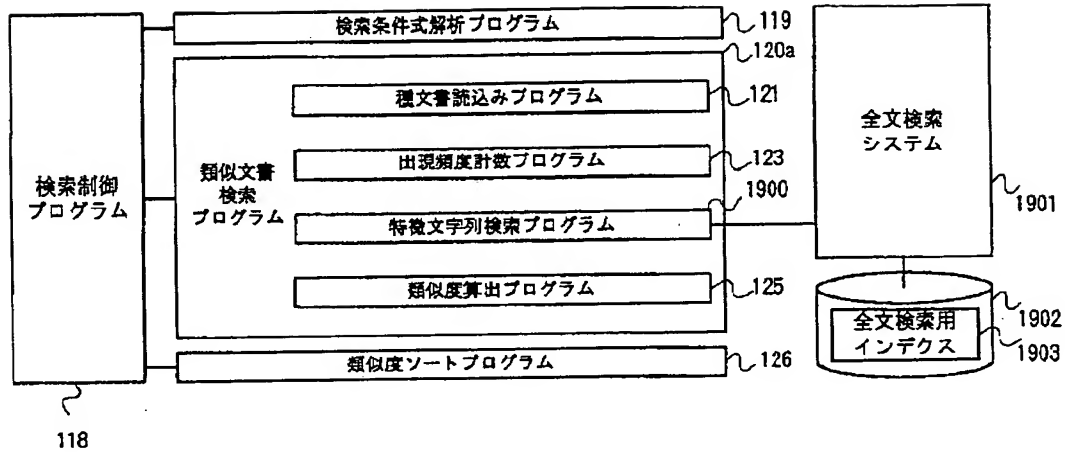 検索条件式解析プログラム
119
120a
種文書読込みプログラム
121
出現頻度計数プログラム
123
1900
特徴文字列検索プログラム
類似度算出プログラム
125
類似文書
検索
プログラム
検索制御
プログラム
118
類似度ソートプログラム
126
全文検索
システム
1901
1902
全文検索用
インデクス
1903